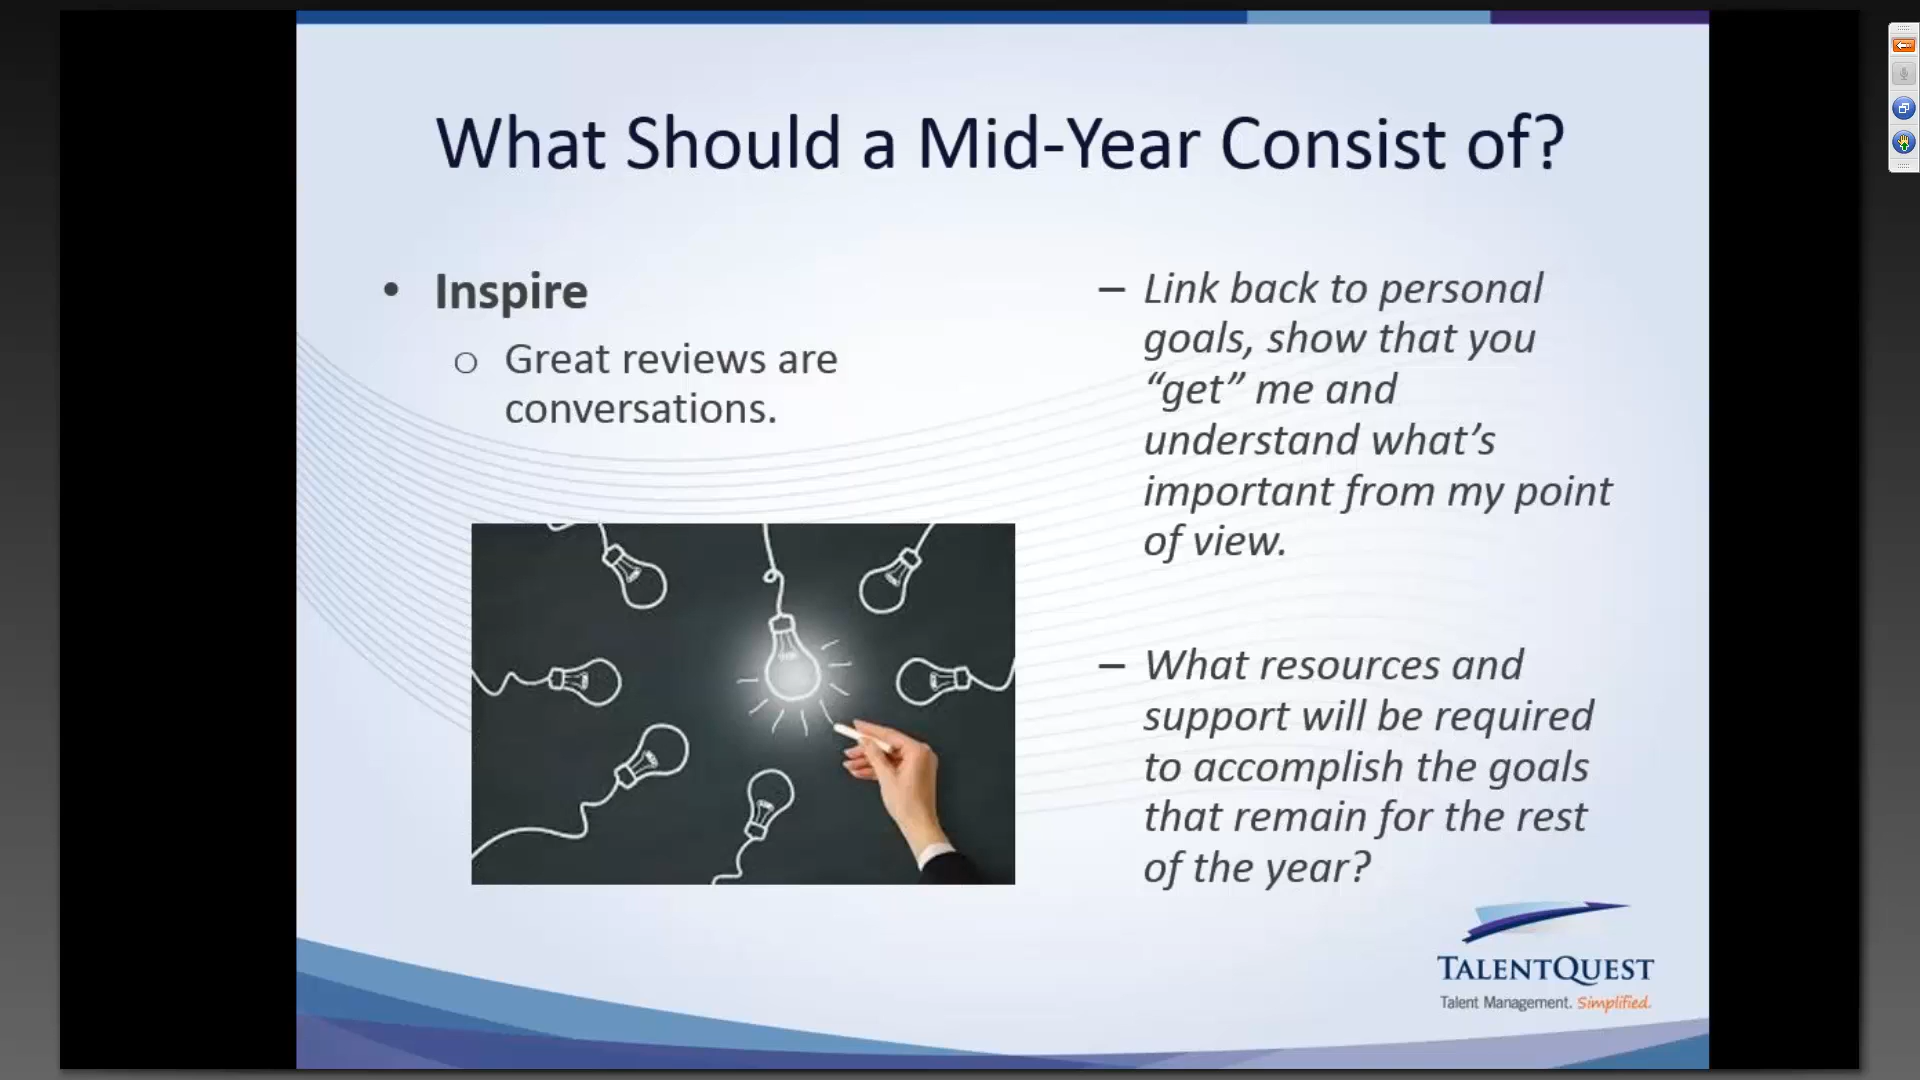 What Should a Mid-Year Consist of?
• Inspire
o Great reviews are
conversations.
– Link back to personal
goals, show that you
“get” me and
understand what’s
important from my point
of view.
– What resources and
support will be required
to accomplish the goals
that remain for the rest
of the year?
TALENTQUEST
Talent Management. Simplified.